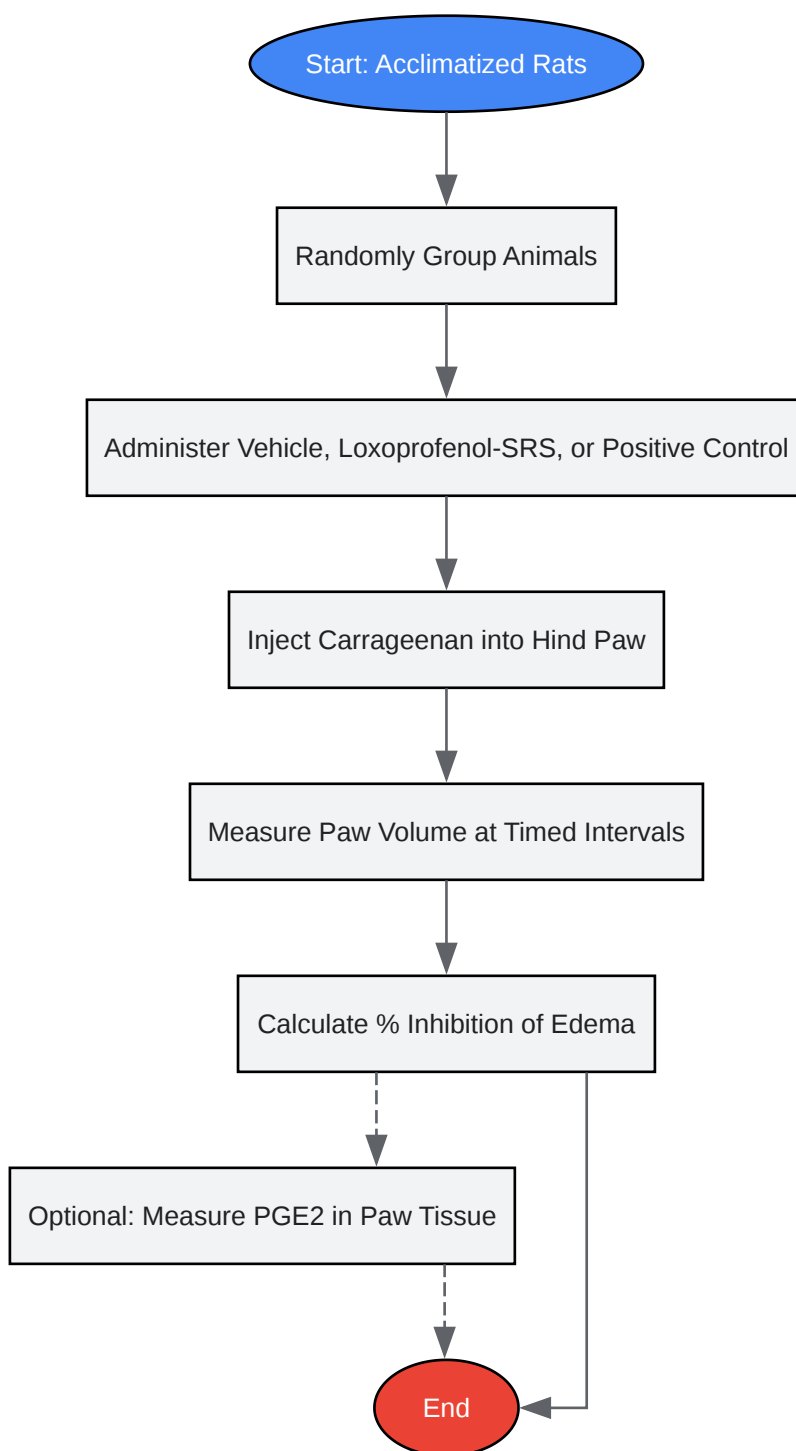 Start: Acclimatized Rats
Randomly Group Animals
Administer Vehicle, Loxoprofenol-SRS, or Positive Control
Inject Carrageenan into Hind Paw
Measure Paw Volume at Timed Intervals
Calculate % Inhibition of Edema
Optional: Measure PGE2 in Paw Tissue
End